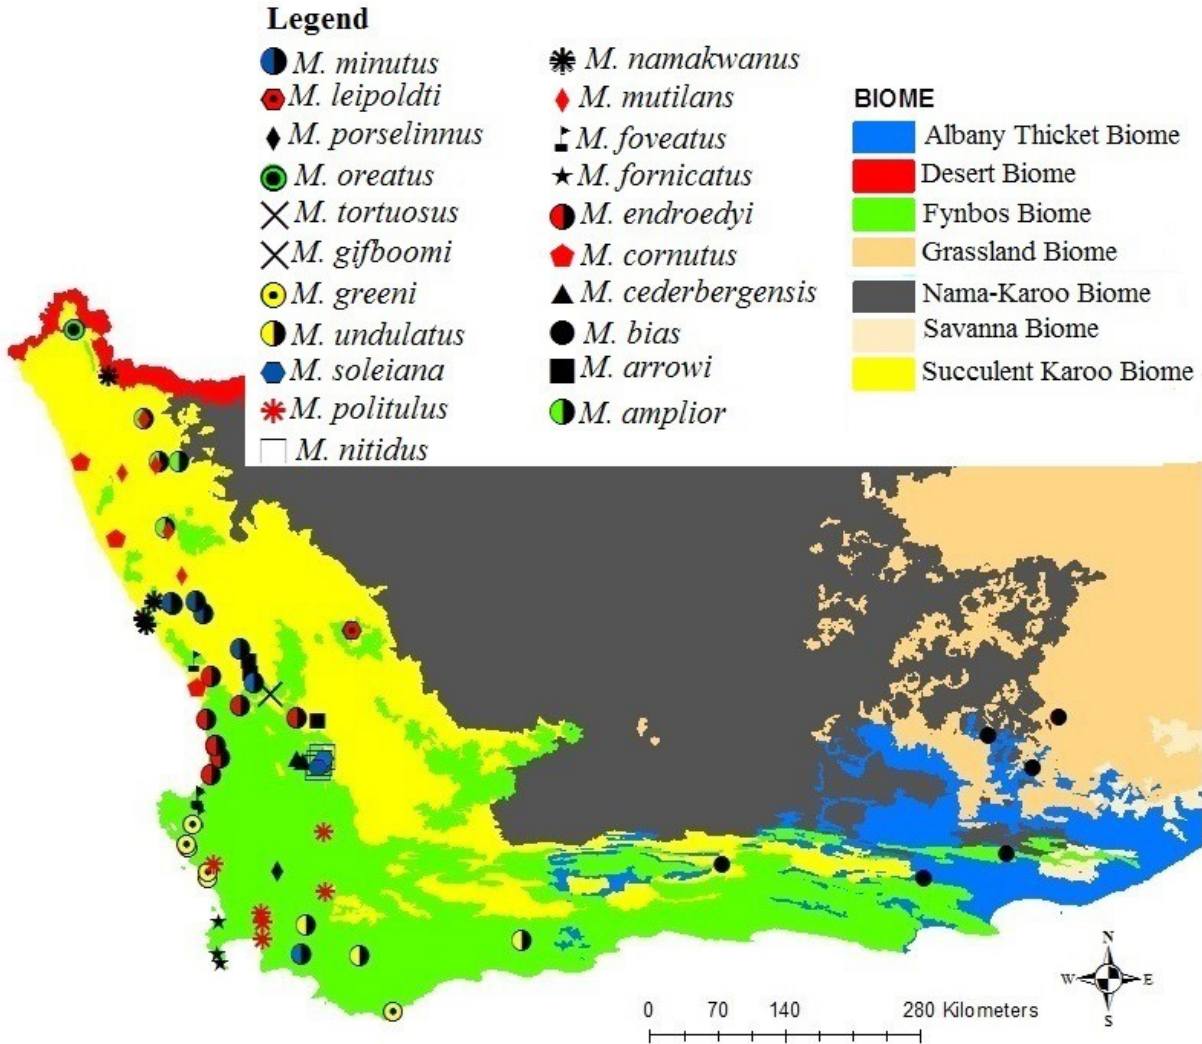 Legend
M. minutus
M. leipoldti
M. porselinnus
M. oreatus
M. tortuosus
M. gifboomi
M. greeni
M. undulatus
M. soleiana
M. politulus
M. nitidus
M. namakwanus
M. mutilans
M. foveatus
M. fornicatus
M. endroedyi
M. cornutus
M. cederbergensis
M. bias
M. arrowi
M. amplior
BIOME
Albany Thicket Biome
Desert Biome
Fynbos Biome
Grassland Biome
Nama-Karoo Biome
Savanna Biome
Succulent Karoo Biome
N
W E
S
0 70 140 280 Kilometers